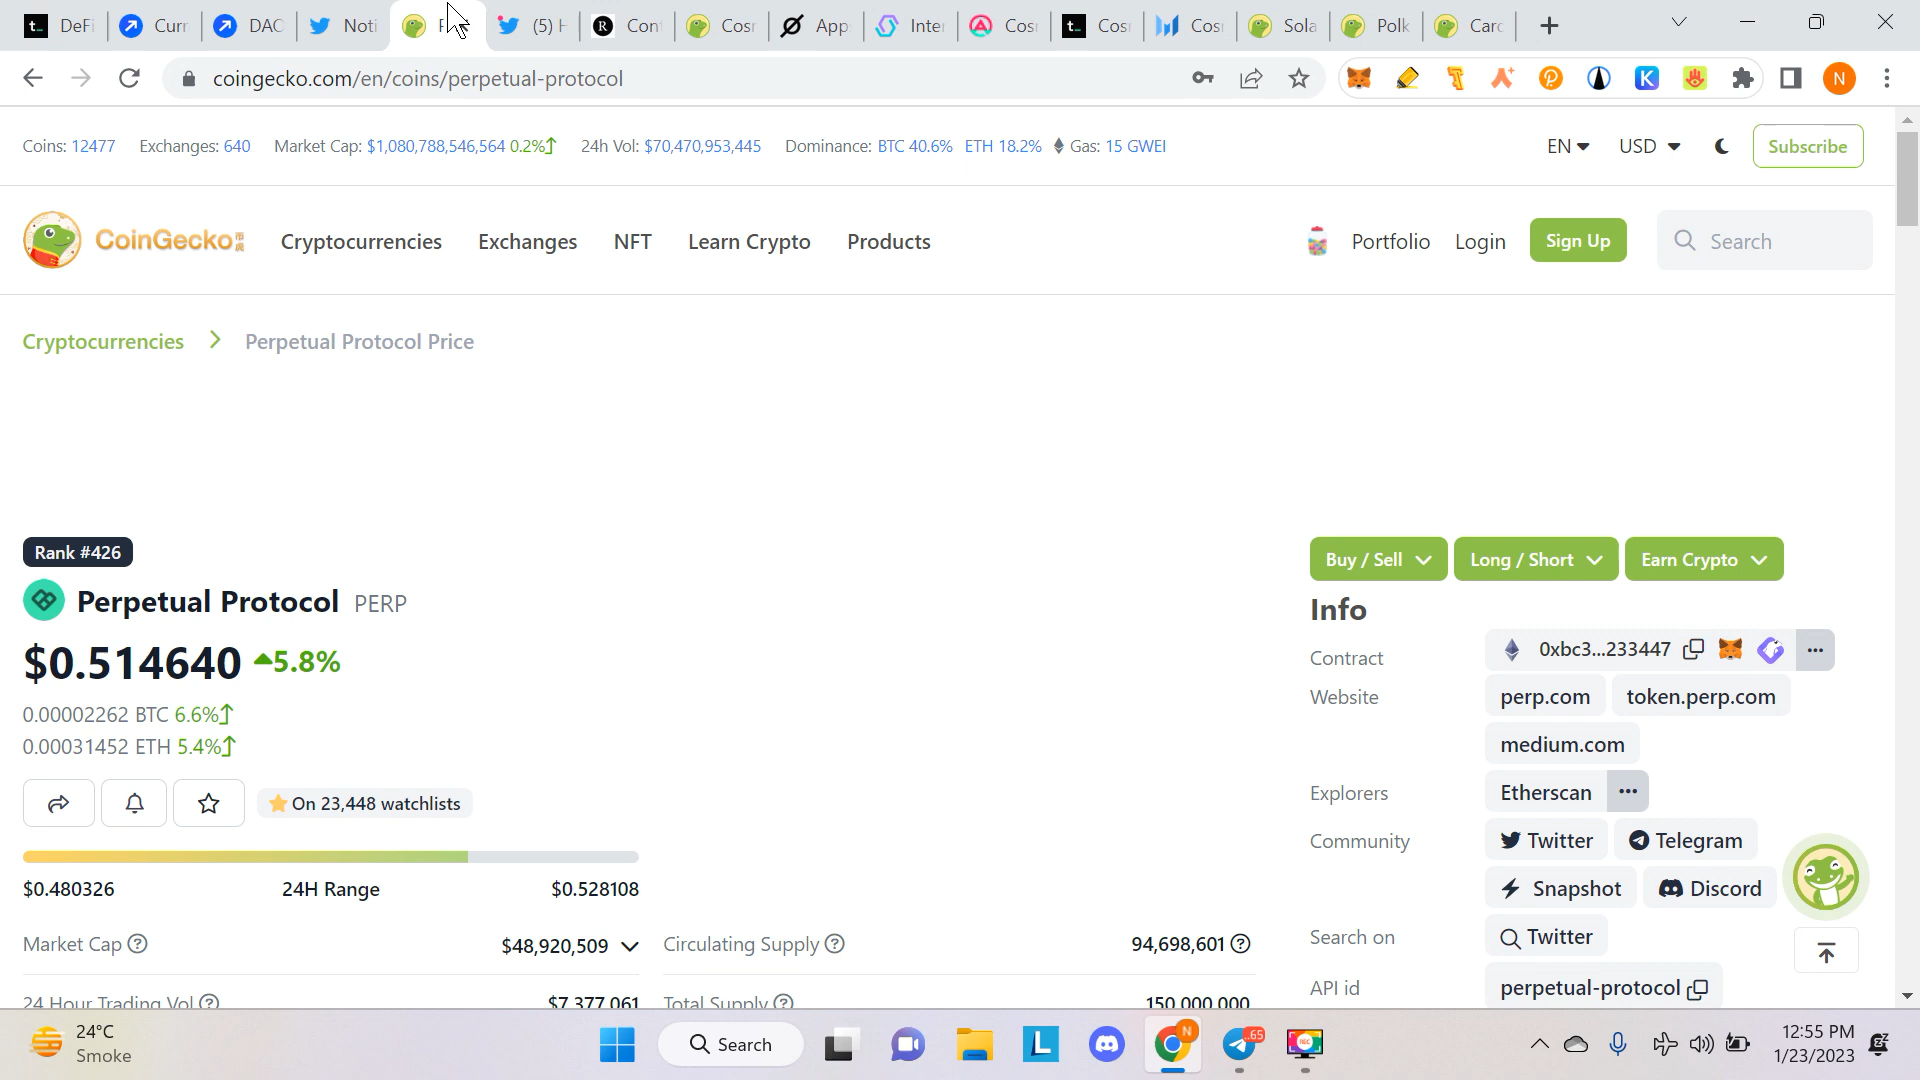 DeFi Curr DAO Noti (5) Con Cosr App Inter Cosr Cosr Cosr Sola Polk Card
coingecko.com/en/coins/perpetual-protocol N
Coins: 12477 Exchanges: 640 Market Cap: $1,080,788,546,564 0.2% 24h Vol: $70,470,953,445 Dominance: BTC 40.6% ETH 18.2% Gas: 15 GWEI EN USD Subscribe
CoinGecko Cryptocurrencies Exchanges NFT Learn Crypto Products Portfolio Login Sign Up Search
Cryptocurrencies Perpetual Protocol Price
Rank #426
Buy / Sell Long / Short Earn Crypto
Perpetual Protocol PERP
Info
$0.514640 5.8%
Contract 0xbc3...233447
Website perp.com token.perp.com
0.00002262 BTC 6.6%
0.00031452 ETH 5.4%
medium.com
Explorers Etherscan
On 23,448 watchlists
Community Twitter Telegram
$0.480326 24H Range $0.528108
Snapshot Discord
Market Cap $48,920,509 Circulating Supply 94,698,601
Search on Twitter
API id perpetual-protocol
24 Hour Trading Vol $7,377,061 Total Supply 150,000,000
24°C
Smoke
Search
N
65
12:55 PM
1/23/2023